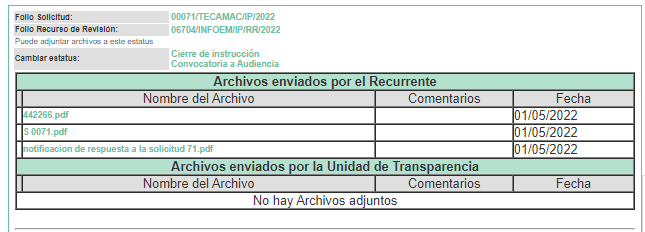 Folio Solicitud: 00071/TECAMAC/IP/2022
Folio Recurso de Revisión: 06704/INFOEM/IP/RR/2022
Puede adjuntar archivos a este estatus
Cambiar estatus: Cierre de instrucción
Convocatoria a Audiencia
Archivos enviados por el Recurrente
Nombre del Archivo Comentarios Fecha
442266.pdf 01/05/2022
S 0071.pdf 01/05/2022
notificacion de respuesta a la solicitud 71.pdf 01/05/2022
Archivos enviados por la Unidad de Transparencia
Nombre del Archivo Comentarios Fecha
No hay Archivos adjuntos